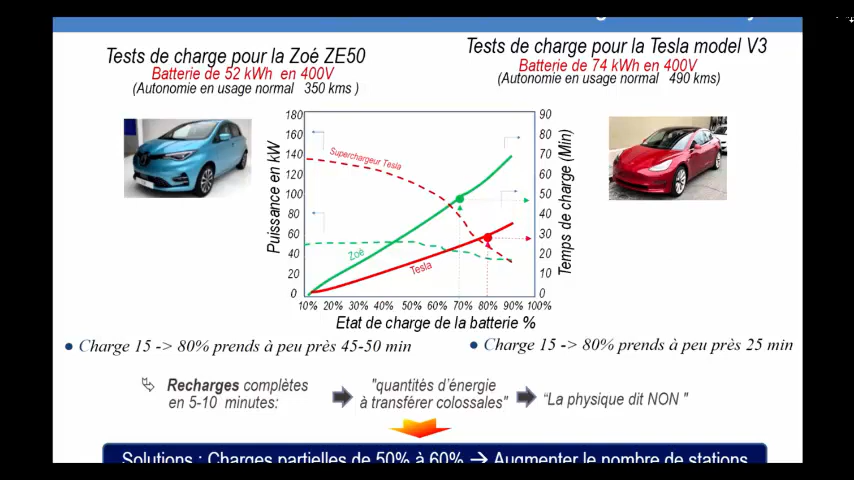 Tests de charge pour la Zoé ZE50
Batterie de 52 kWh en 400V
(Autonomie en usage normal 350 kms )
Tests de charge pour la Tesla model V3
Batterie de 74 kWh en 400V
(Autonomie en usage normal 490 kms)
Puissance en kW
180
160
140
120
100
80
60
40
20
0
Superchargeur Tesla
Zoé
Tesla
90
80
70
60
50
40
30
20
10
0
Temps de charge (Min)
10% 20% 30% 40% 50% 60% 70% 80% 90% 100%
Etat de charge de la batterie %
● Charge 15 -> 80% prends à peu près 45-50 min
● Charge 15 -> 80% prends à peu près 25 min
Recharges complètes
en 5-10 minutes:
"quantités d'énergie
à transférer colossales"
“La physique dit NON "
Solutions : Charges partielles de 50% à 60% → Augmenter le nombre de stations